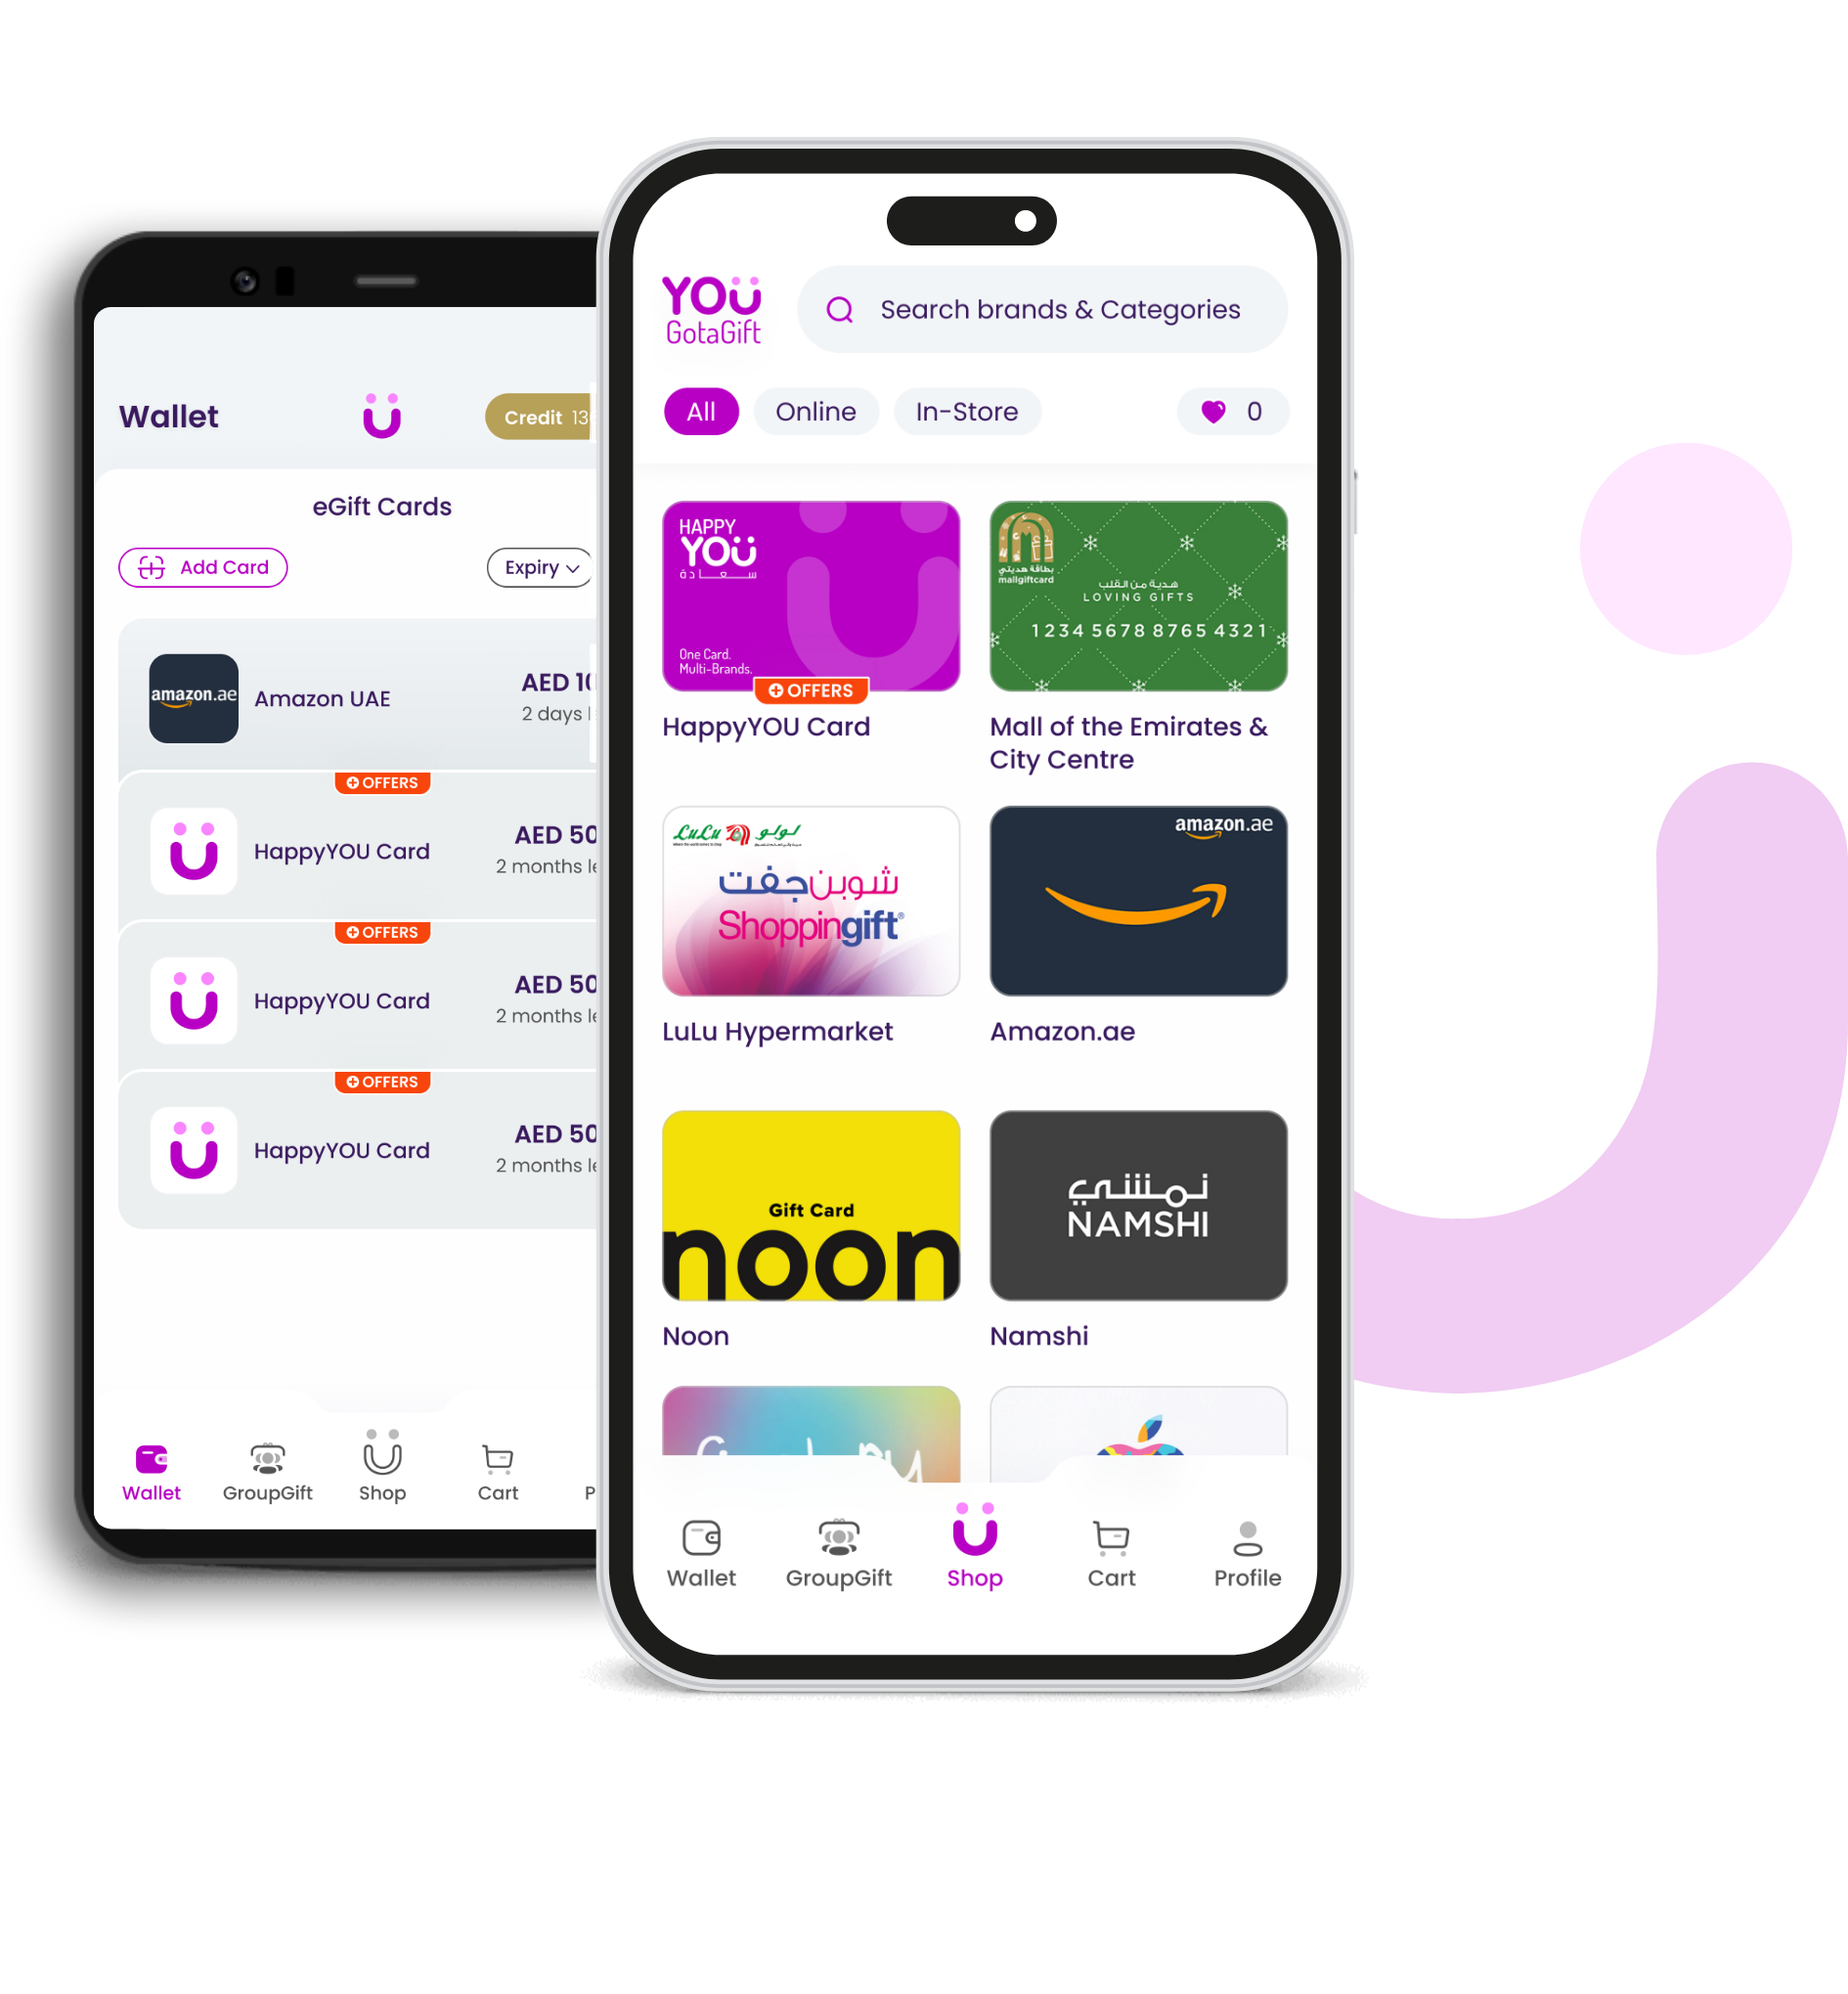 Wallet
Credit
eGift Cards
Add Card
Expiry
amazon.ae
Amazon UAE
AED
2 days
OFFERS
HappyYOU Card
AED 50
2 months
OFFERS
HappyYOU Card
AED 50
2 months
OFFERS
HappyYOU Card
AED 50
2 months
Wallet
GroupGift
Shop
Cart
YOU
GotaGift
Search brands & Categories
All
Online
In-Store
0
HAPPY
YOU
سعادة
One Card.
Multi-Brands.
OFFERS
HappyYOU Card
بطاقة هديتي
mallgiftcard
هدية من القلب
LOVING GIFTS
1234 5678 8765 4321
Mall of the Emirates &
City Centre
LuLu لولو
شوبن جفت
Shoppingift®
LuLu Hypermarket
amazon.ae
Amazon.ae
Gift Card
noon
Noon
نمشي
NAMSHI
Namshi
Wallet
GroupGift
Shop
Cart
Profile